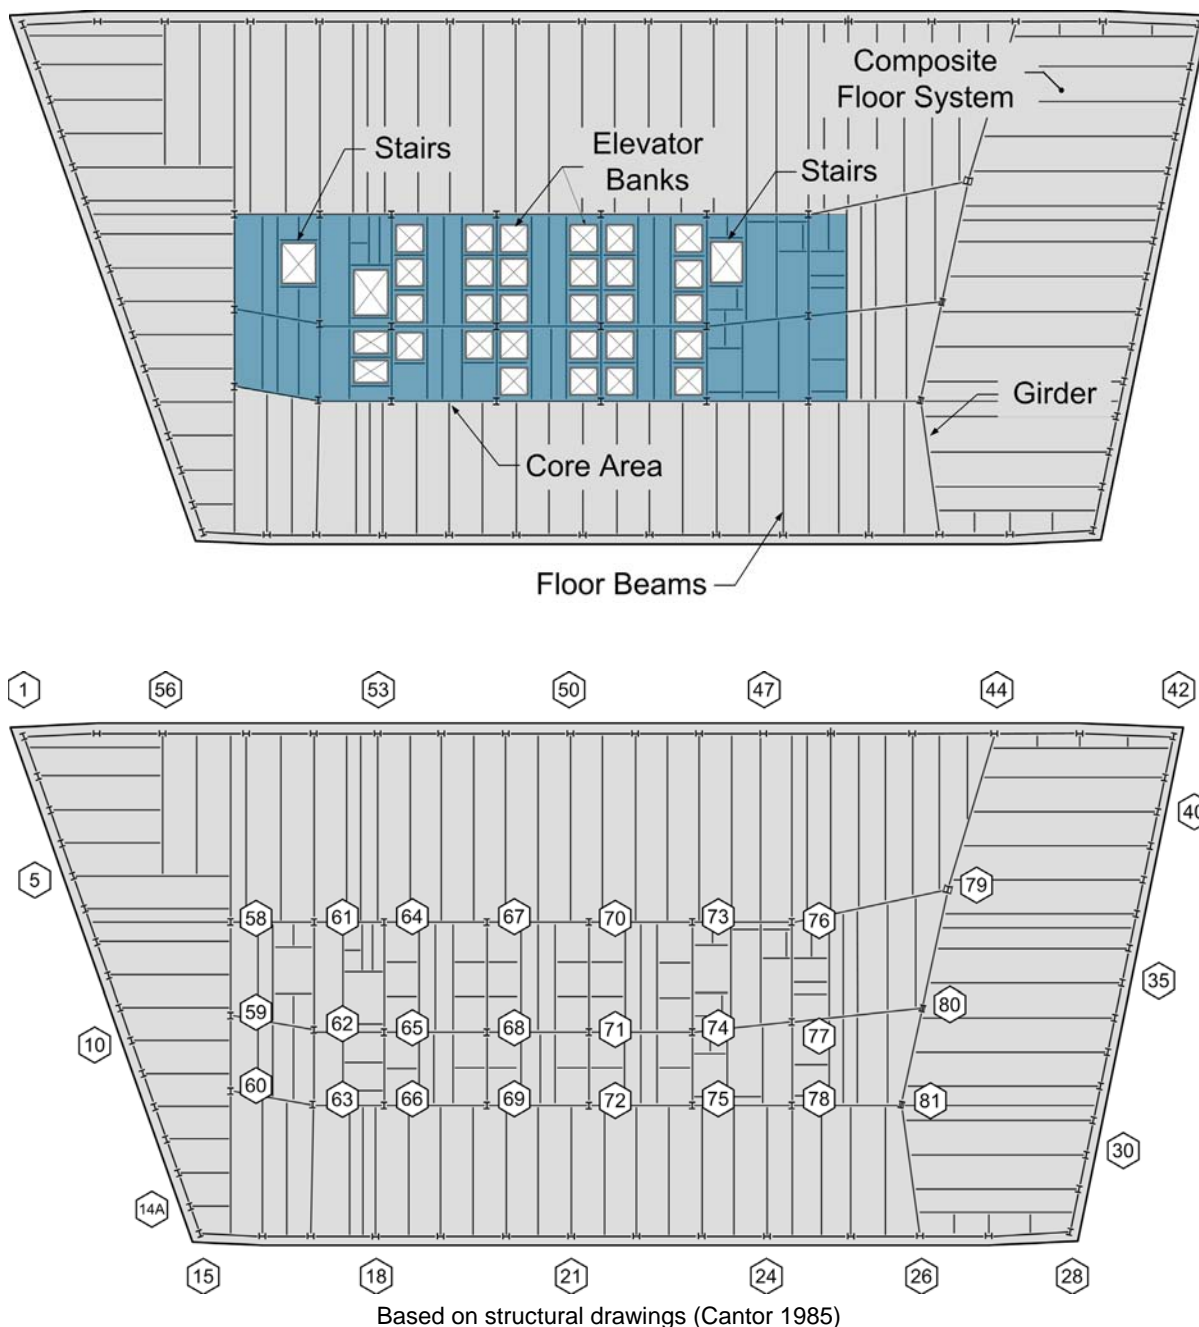 Composite
Floor System
Stairs
Elevator
Banks
Stairs
Girder
Core Area
Floor Beams
1 56 53 50 47 44 42
40
5
79
58 61 64 67 70 73 76
35
59 62 65 68 71 74 77 80
10
60 63 66 69 72 75 78 81
30
14A
15 18 21 24 26 28
Based on structural drawings (Cantor 1985)